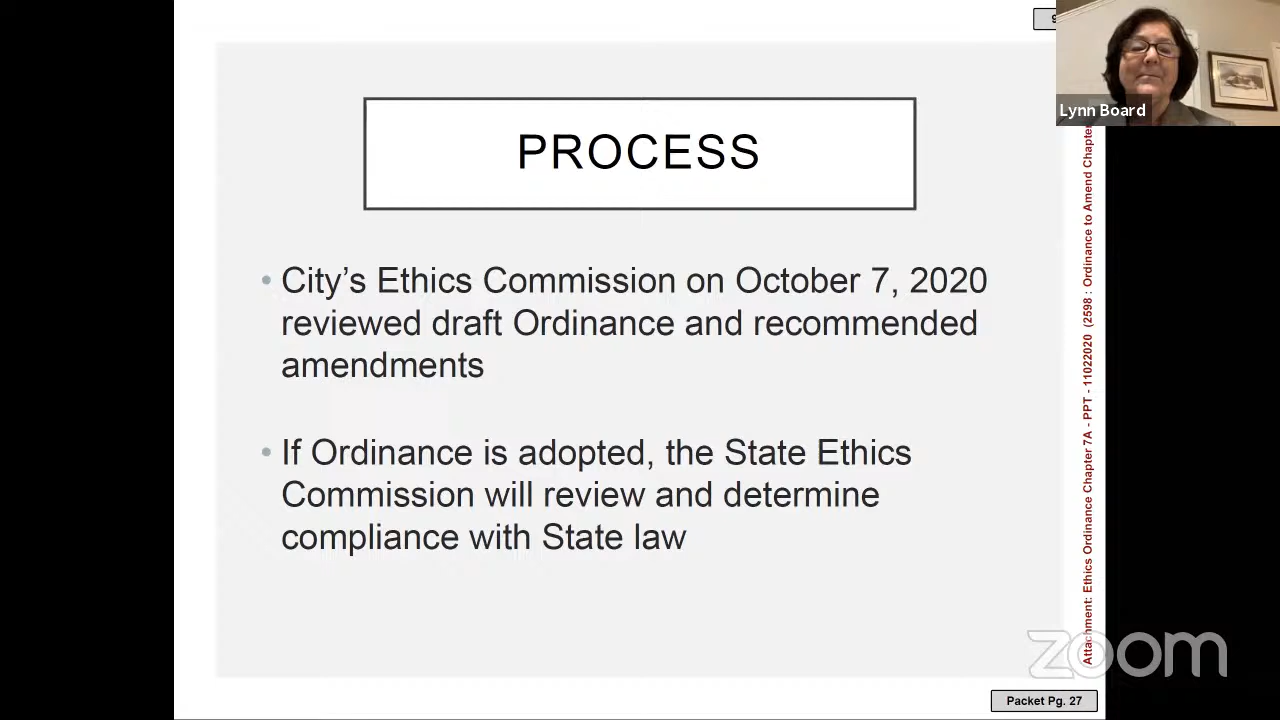 9
Lynn Board
PROCESS
• City’s Ethics Commission on October 7, 2020
reviewed draft Ordinance and recommended
amendments
• If Ordinance is adopted, the State Ethics
Commission will review and determine
compliance with State law
Attachment: Ethics Ordinance Chapter 7A - PPT - 11022020 (2598 : Ordinance to Amend Chapter
zoom
Packet Pg. 27